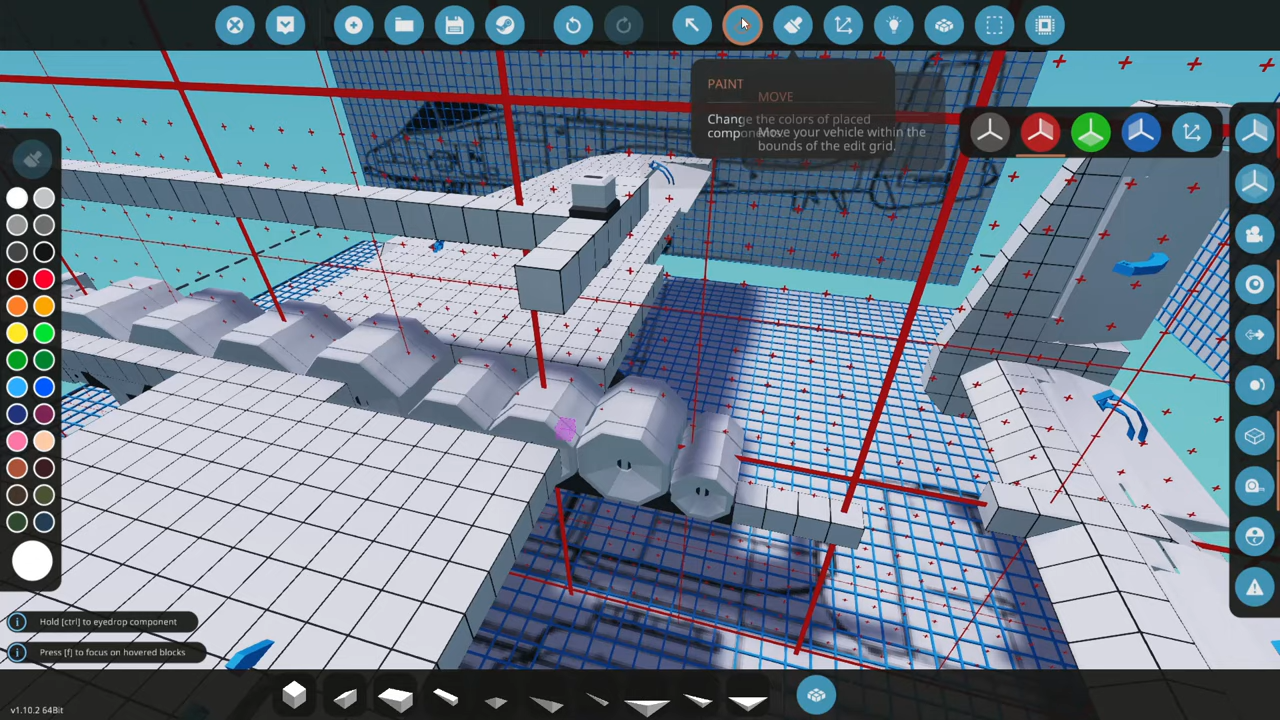 PAINT
MOVE
Change the colors of placed
components.
Move your vehicle within the
bounds of the edit grid.
Hold [ctrl] to eyedrop component
Press [f] to focus on hovered blocks
v1.10.2 64Bit